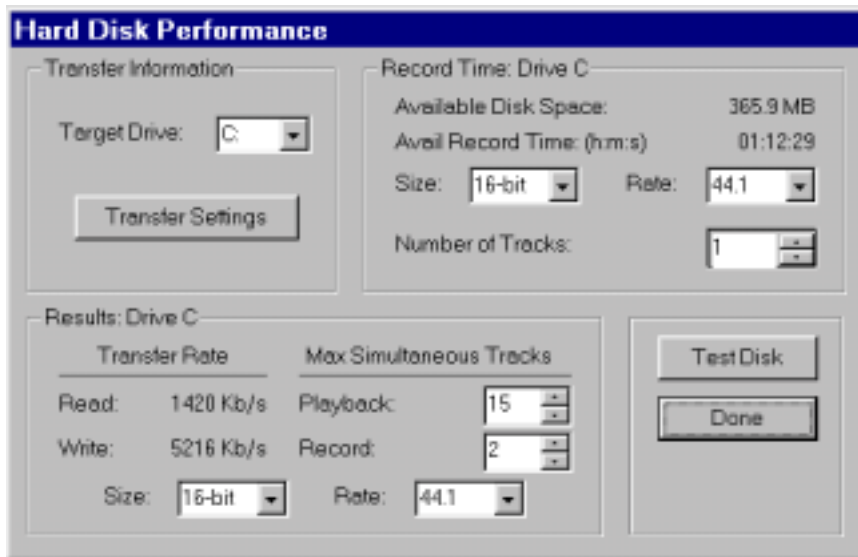 Hard Disk Performance
Transfer Information
Target Drive: C:
Transfer Settings
Record Time: Drive C
Available Disk Space: 365.9 MB
Avail Record Time: (h:m:s) 01:12:29
Size: 16-bit Rate: 44.1
Number of Tracks: 1
Results: Drive C
Transfer Rate Max Simultaneous Tracks
Read: 1420 Kb/s Playback: 15
Write: 5216 Kb/s Record: 2
Size: 16-bit Rate: 44.1
Test Disk
Done